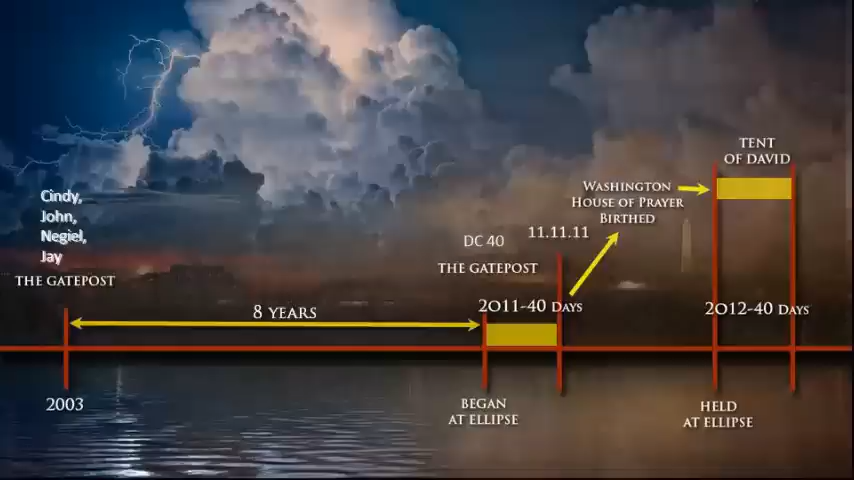 Cindy,
John,
Negiel,
Jay
THE GATEPOST
2003
8 YEARS
DC 40
THE GATEPOST
11.11.11
2011-40 DAYS
BEGAN
AT ELLIPSE
WASHINGTON
HOUSE OF PRAYER
BIRTHED
TENT
OF DAVID
2012-40 DAYS
HELD
AT ELLIPSE